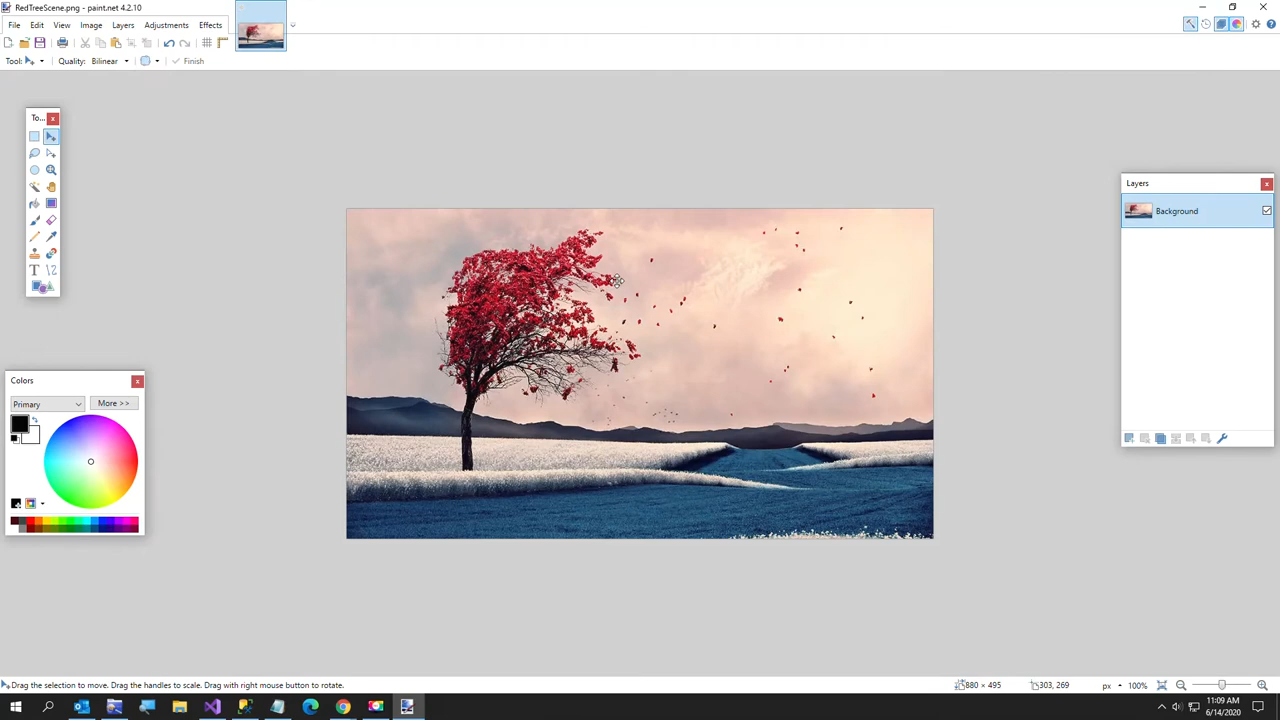 RedTreeScene.png - paint.net 4.2.10
File Edit View Image Layers Adjustments Effects
Tool: Quality: Bilinear Finish
To...
Layers
Background
Colors
Primary More >>
Drag the selection to move. Drag the handles to scale. Drag with right mouse button to rotate.
880 × 495 303, 269 px 100%
11:09 AM
6/14/2020